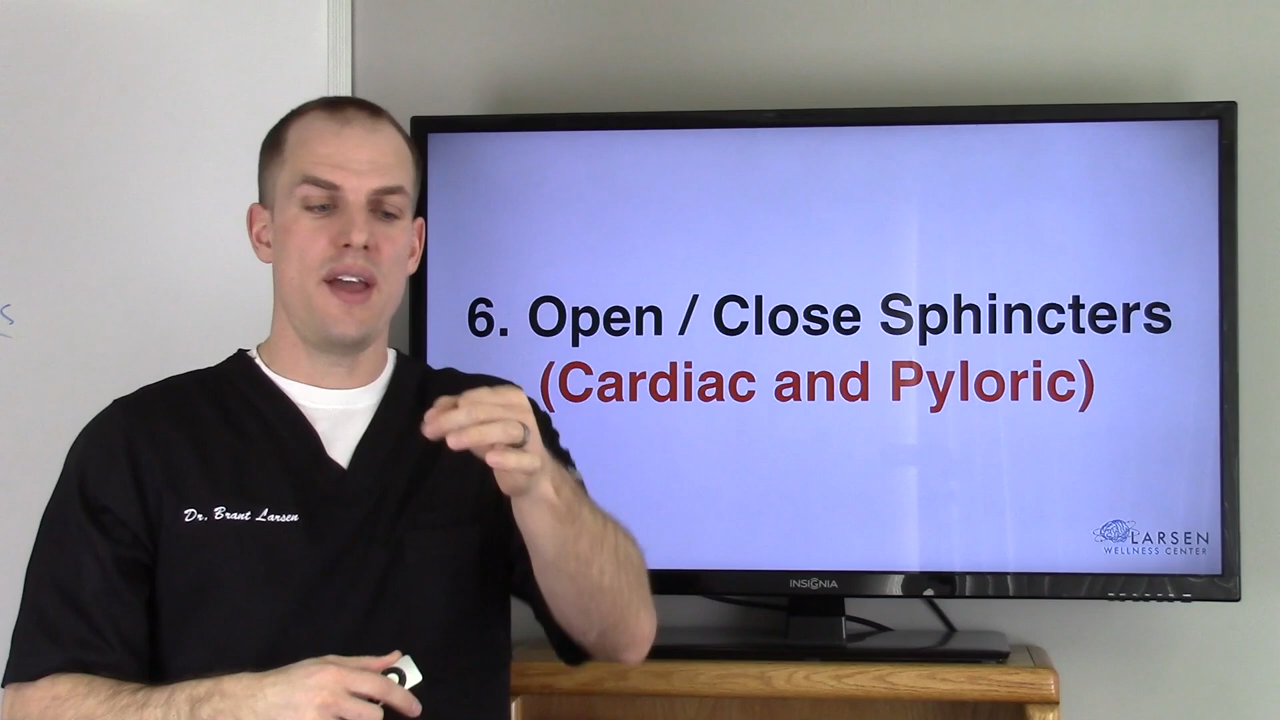 6. Open / Close Sphincters
(Cardiac and Pyloric)
Dr. Brant Larsen
LARSEN
WELLNESS CENTER
INSIGNIA